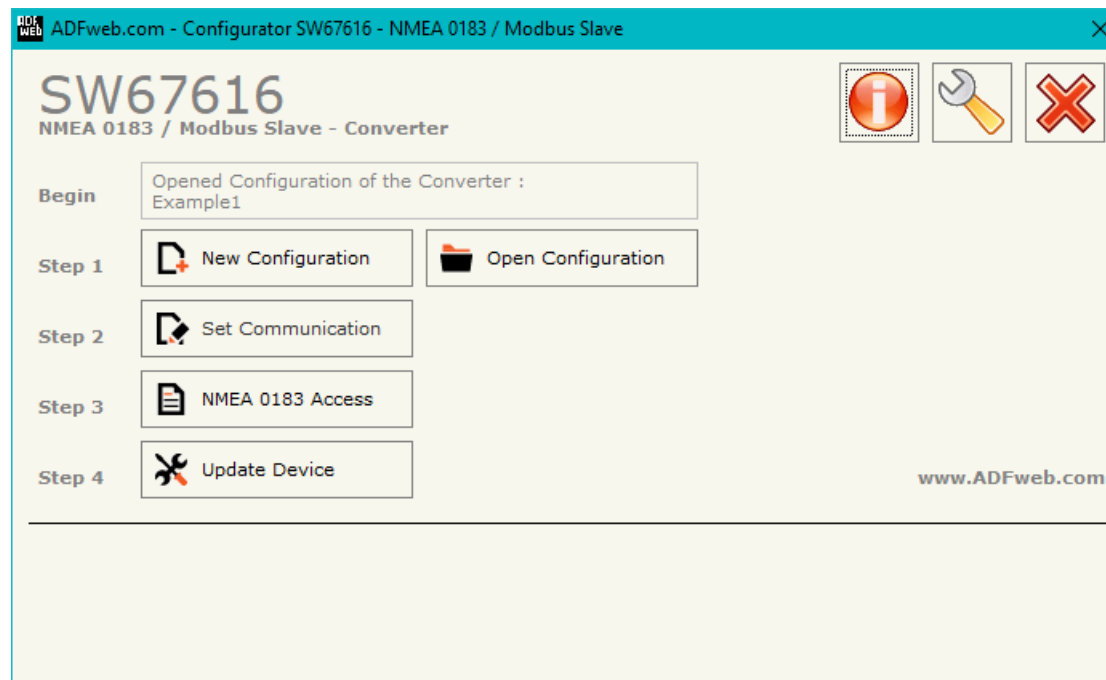 ADF
WEB
ADFweb.com - Configurator SW67616 - NMEA 0183 / Modbus Slave
SW67616
NMEA 0183 / Modbus Slave - Converter
Begin
Opened Configuration of the Converter :
Example1
Step 1
New Configuration
Open Configuration
Step 2
Set Communication
Step 3
NMEA 0183 Access
Step 4
Update Device
www.ADFweb.com